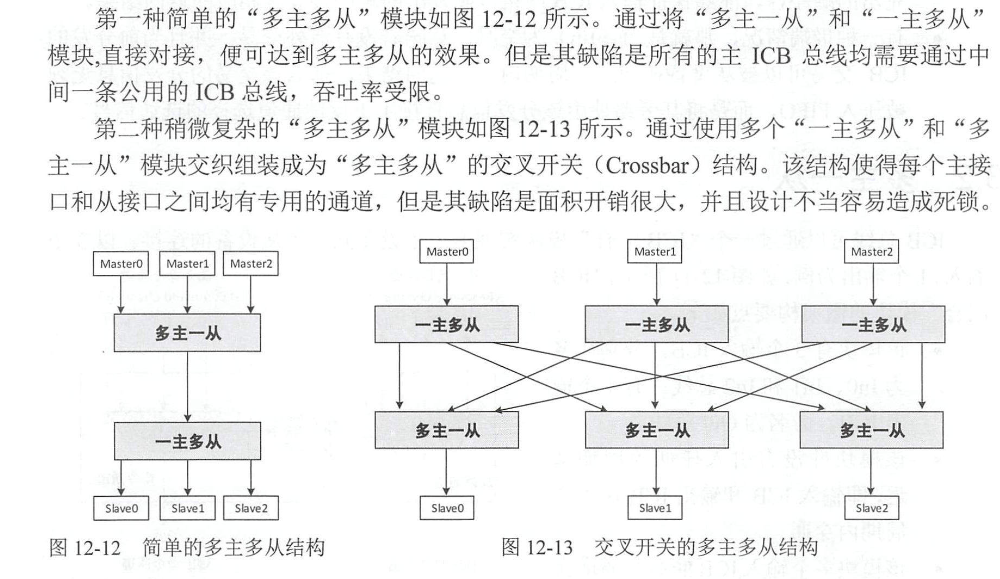 第一种简单的“多主多从”模块如图 12-12 所示。通过将“多主一从”和“一主多从”
模块,直接对接，便可达到多主多从的效果。但是其缺陷是所有的主 ICB 总线均需要通过中
间一条公用的 ICB 总线，吞吐率受限。
第二种稍微复杂的“多主多从”模块如图 12-13 所示。通过使用多个“一主多从”和“多
主一从”模块交织组装成为“多主多从”的交叉开关（Crossbar）结构。该结构使得每个主接
口和从接口之间均有专用的通道，但是其缺陷是面积开销很大，并且设计不当容易造成死锁。
Master0 Master1 Master2
多主一从
一主多从
Slave0 Slave1 Slave2
图 12-12 简单的多主多从结构
Master0 Master1 Master2
一主多从 一主多从 一主多从
多主一从 多主一从 多主一从
Slave0 Slave1 Slave2
图 12-13 交叉开关的多主多从结构